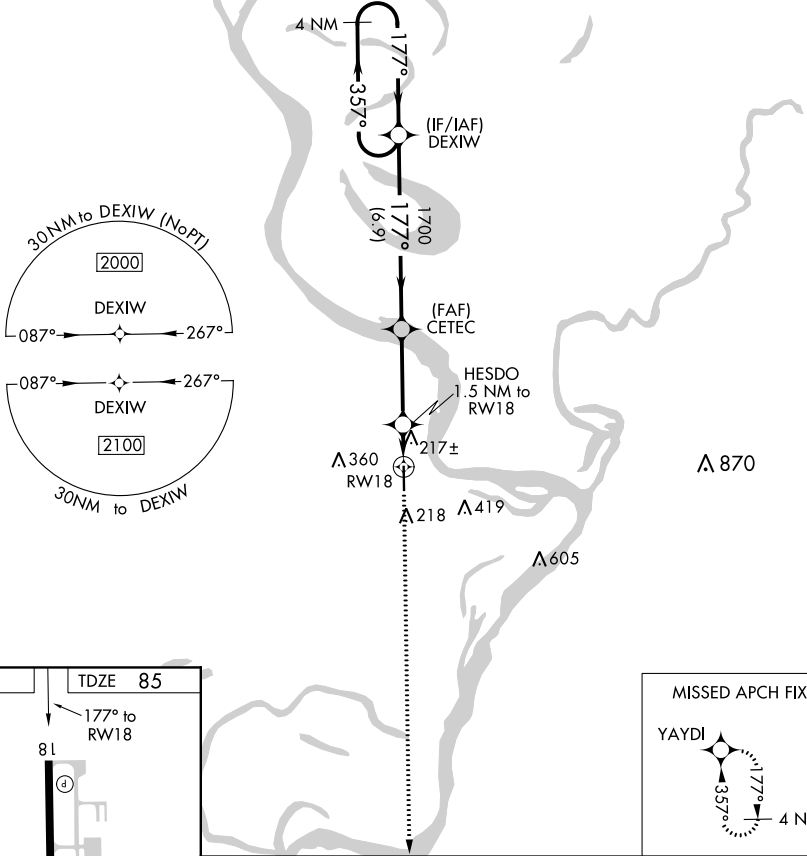 4 NM
177°
357°
(IF/IAF)
DEXIW
1700
177°
(6.9)
30 NM to DEXIW (NoPT)
2000
DEXIW
087°
267°
087°
267°
DEXIW
2100
30NM to DEXIW
(FAF)
CETEC
HESDO
1.5 NM to
RW18
217±
360
RW18
218
419
870
605
TDZE 85
177° to
RW18
18
P
MISSED APCH FIX
YAYDI
177°
357°
4 N